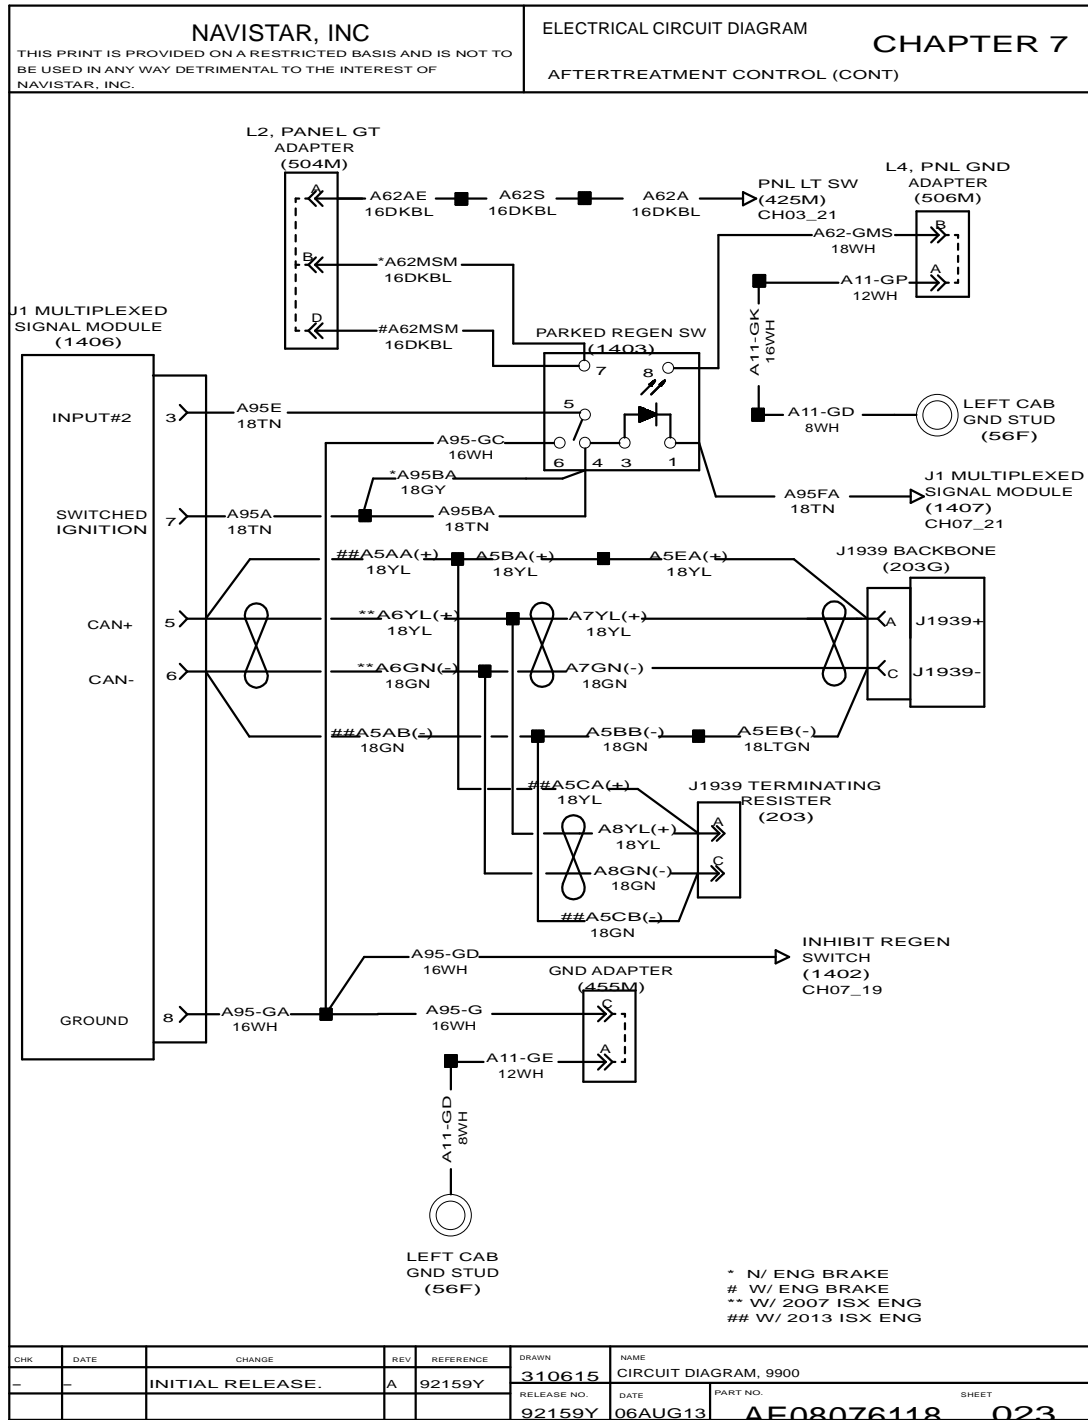 NAVISTAR, INC
THIS PRINT IS PROVIDED ON A RESTRICTED BASIS AND IS NOT TO
BE USED IN ANY WAY DETRIMENTAL TO THE INTEREST OF
NAVISTAR, INC.
ELECTRICAL CIRCUIT DIAGRAM
CHAPTER 7
AFTERTREATMENT CONTROL (CONT)
L2, PANEL GT
ADAPTER
(504M)
A
B
D
A62AE
16DKBL
A62S
16DKBL
A62A
16DKBL
PNL LT SW
(425M)
CH03_21
L4, PNL GND
ADAPTER
(506M)
B
A
A62-GMS
18WH
A11-GP
12WH
A11-GK
16WH
A11-GD
8WH
LEFT CAB
GND STUD
(56F)
*A62MSM
16DKBL
#A62MSM
16DKBL
J1 MULTIPLEXED
SIGNAL MODULE
(1406)
PARKED REGEN SW
(1403)
7
8
5
6
4
3
1
INPUT#2
3
A95E
18TN
A95-GC
16WH
*A95BA
18GY
SWITCHED
IGNITION
7
A95A
18TN
A95BA
18TN
A95FA
18TN
J1 MULTIPLEXED
SIGNAL MODULE
(1407)
CH07_21
##A5AA(+)
18YL
A5BA(+)
18YL
A5EA(+)
18YL
J1939 BACKBONE
(203G)
CAN+
5
**A6YL(+)
18YL
A7YL(+)
18YL
A
J1939+
CAN-
6
**A6GN(-)
18GN
A7GN(-)
18GN
C
J1939-
##A5AB(-)
18GN
A5BB(-)
18GN
A5EB(-)
18LTGN
##A5CA(+)
18YL
J1939 TERMINATING
RESISTER
(203)
A8YL(+)
18YL
A
A8GN(-)
18GN
C
##A5CB(-)
18GN
A95-GD
16WH
INHIBIT REGEN
SWITCH
(1402)
CH07_19
GND ADAPTER
(455M)
GROUND
8
A95-GA
16WH
A95-G
16WH
C
A11-GE
12WH
A
A11-GD
8WH
LEFT CAB
GND STUD
(56F)
* N/ ENG BRAKE
# W/ ENG BRAKE
** W/ 2007 ISX ENG
## W/ 2013 ISX ENG
CHK DATE CHANGE REV REFERENCE
- - INITIAL RELEASE. A 92159Y
DRAWN
310615
NAME
CIRCUIT DIAGRAM, 9900
RELEASE NO.
92159Y
DATE
06AUG13
PART NO.
AE08076118
SHEET
023